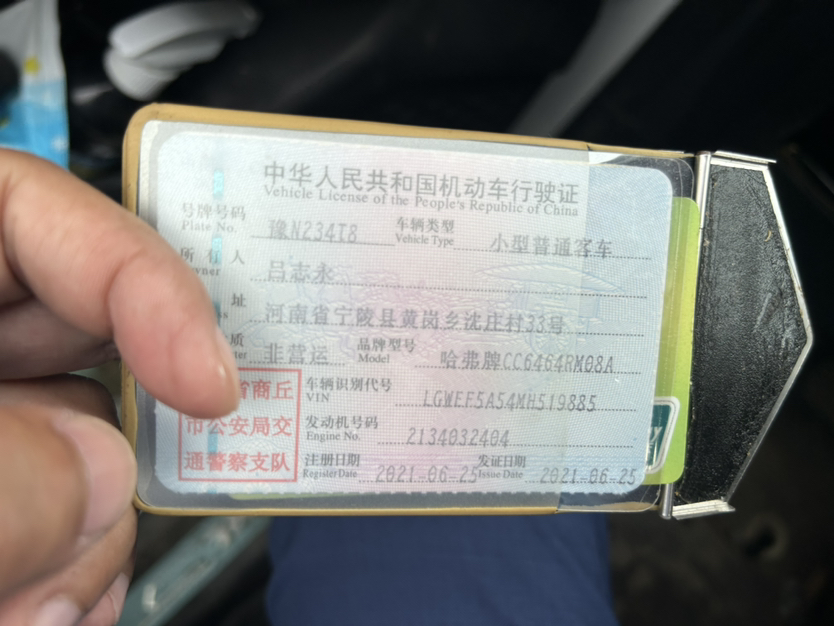 中华人民共和国机动车行驶证
Vehicle License of the People's Republic of China
号牌号码 豫N234T8 车辆类型 小型普通客车
Plate No. Vehicle Type
所有人 吕志永
Owner
址 河南省宁陵县黄岗乡沈庄村33号
质 非营运 品牌型号 哈弗牌CC6464RM08A
Model
省商丘 车辆识别代号 LGWEF5A54MH519885
VIN
市公安局交 发动机号码 2134032404
Engine No.
通警察支队 注册日期 2021-06-25 发证日期 2021-06-25
Register Date Issue Date